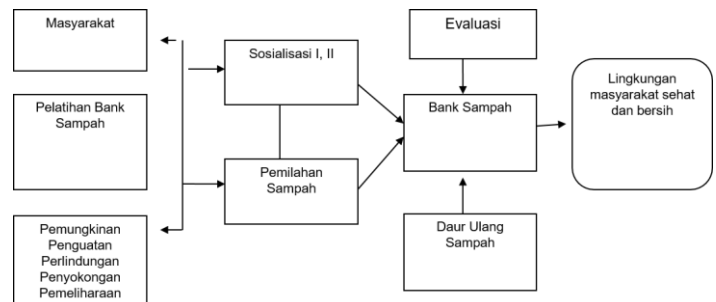 Masyarakat
Pelatihan Bank
Sampah
Pemungkinan
Penguatan
Perlindungan
Penyokongan
Pemeliharaan
Sosialisasi I, II
Pemilahan
Sampah
Evaluasi
Bank Sampah
Daur Ulang
Sampah
Lingkungan
masyarakat sehat
dan bersih